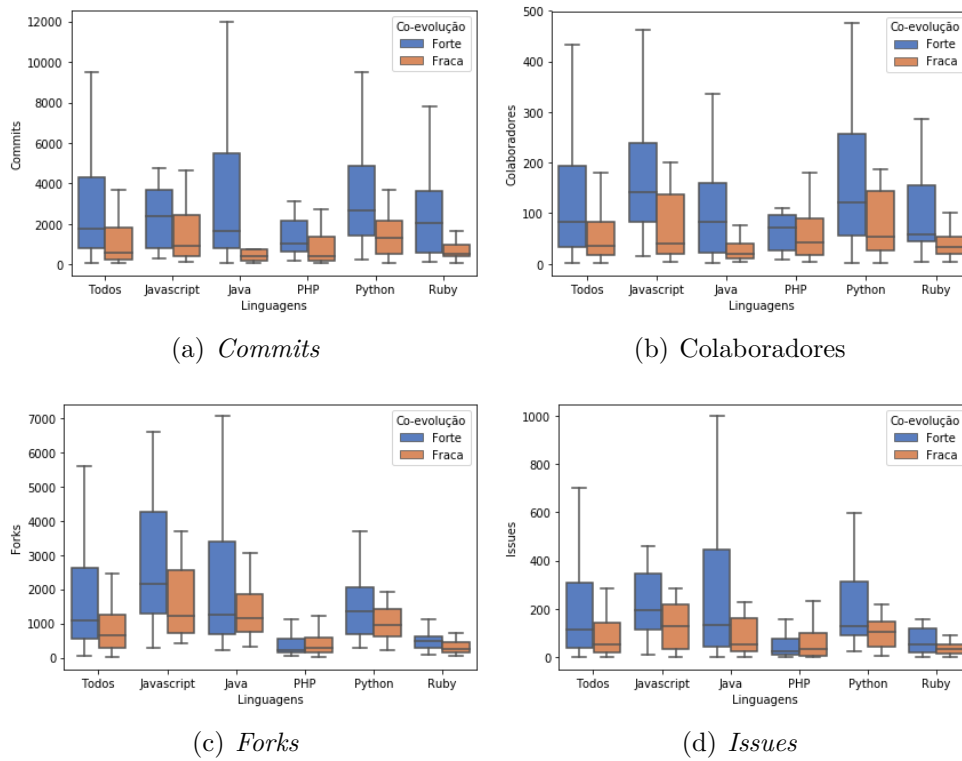 Co-evolução
Forte
Fraca
12000
10000
8000
6000
4000
2000
0
Commits
Todos Javascript Java PHP Python Ruby
Linguagens
(a) Commits
Co-evolução
Forte
Fraca
500
400
300
200
100
0
Colaboradores
Todos Javascript Java PHP Python Ruby
Linguagens
(b) Colaboradores
Co-evolução
Forte
Fraca
7000
6000
5000
4000
3000
2000
1000
0
Forks
Todos Javascript Java PHP Python Ruby
Linguagens
(c) Forks
Co-evolução
Forte
Fraca
1000
800
600
400
200
0
Issues
Todos Javascript Java PHP Python Ruby
Linguagens
(d) Issues